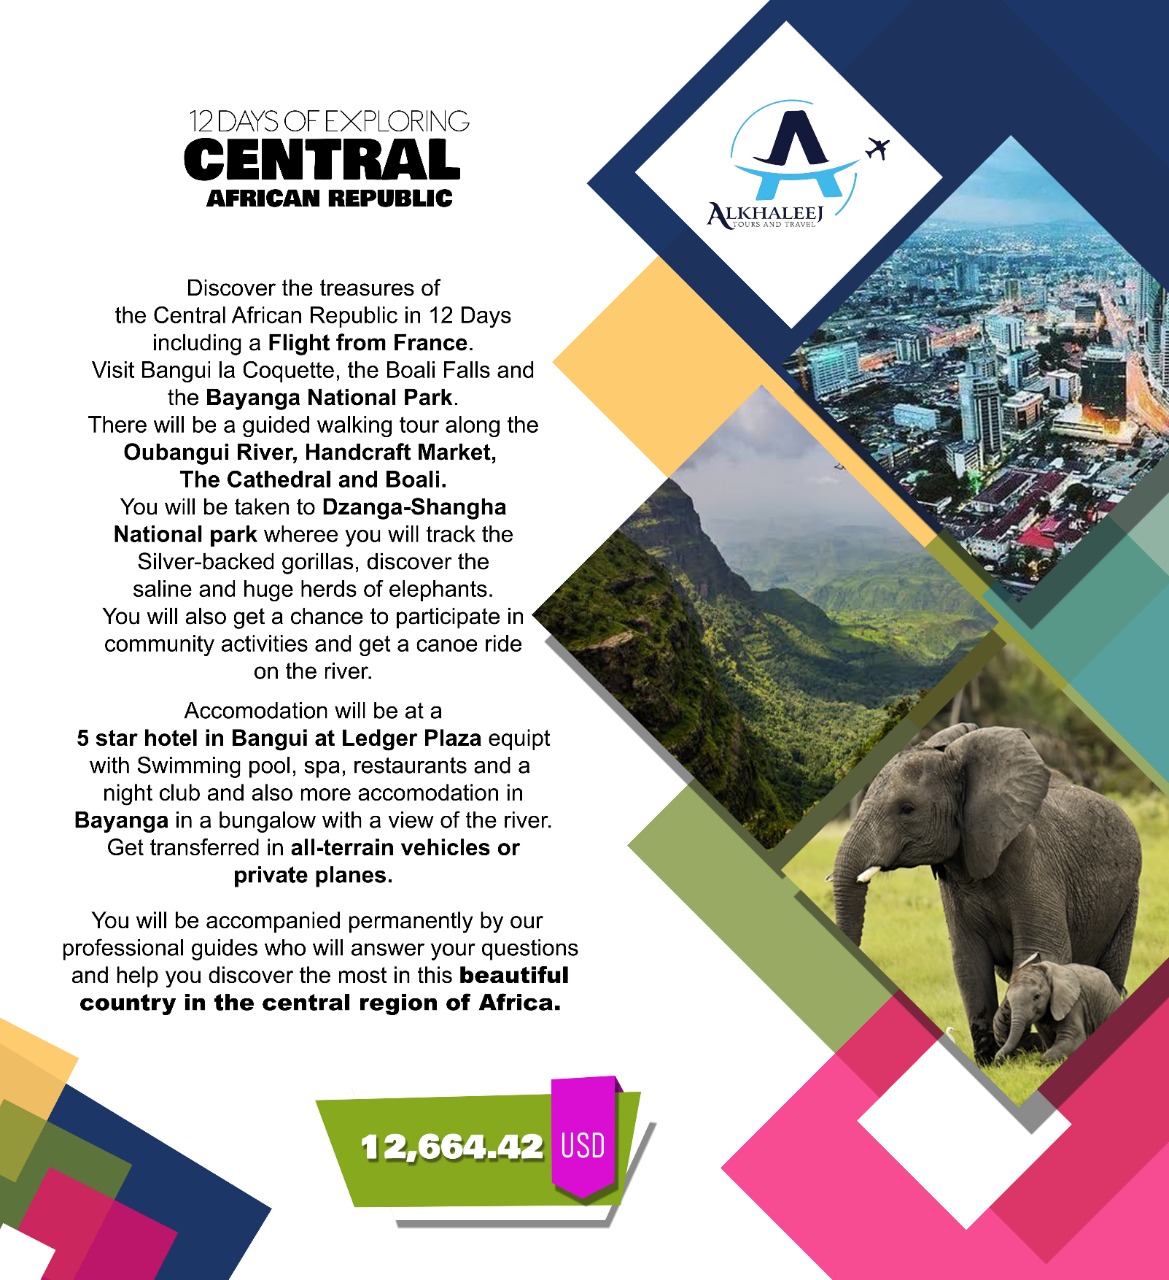 12 DAYS OF EXPLORING
CENTRAL
AFRICAN REPUBLIC
ALKHALEEJ
TOURS AND TRAVEL
Discover the treasures of
the Central African Republic in 12 Days
including a Flight from France.
Visit Bangui la Coquette, the Boali Falls and
the Bayanga National Park.
There will be a guided walking tour along the
Oubangui River, Handcraft Market,
The Cathedral and Boali.
You will be taken to Dzanga-Shangha
National park wheree you will track the
Silver-backed gorillas, discover the
saline and huge herds of elephants.
You will also get a chance to participate in
community activities and get a canoe ride
on the river.
Accomodation will be at a
5 star hotel in Bangui at Ledger Plaza equipt
with Swimming pool, spa, restaurants and a
night club and also more accomodation in
Bayanga in a bungalow with a view of the river.
Get transferred in all-terrain vehicles or
private planes.
You will be accompanied permanently by our
professional guides who will answer your questions
and help you discover the most in this beautiful
country in the central region of Africa.
12,664.42 USD